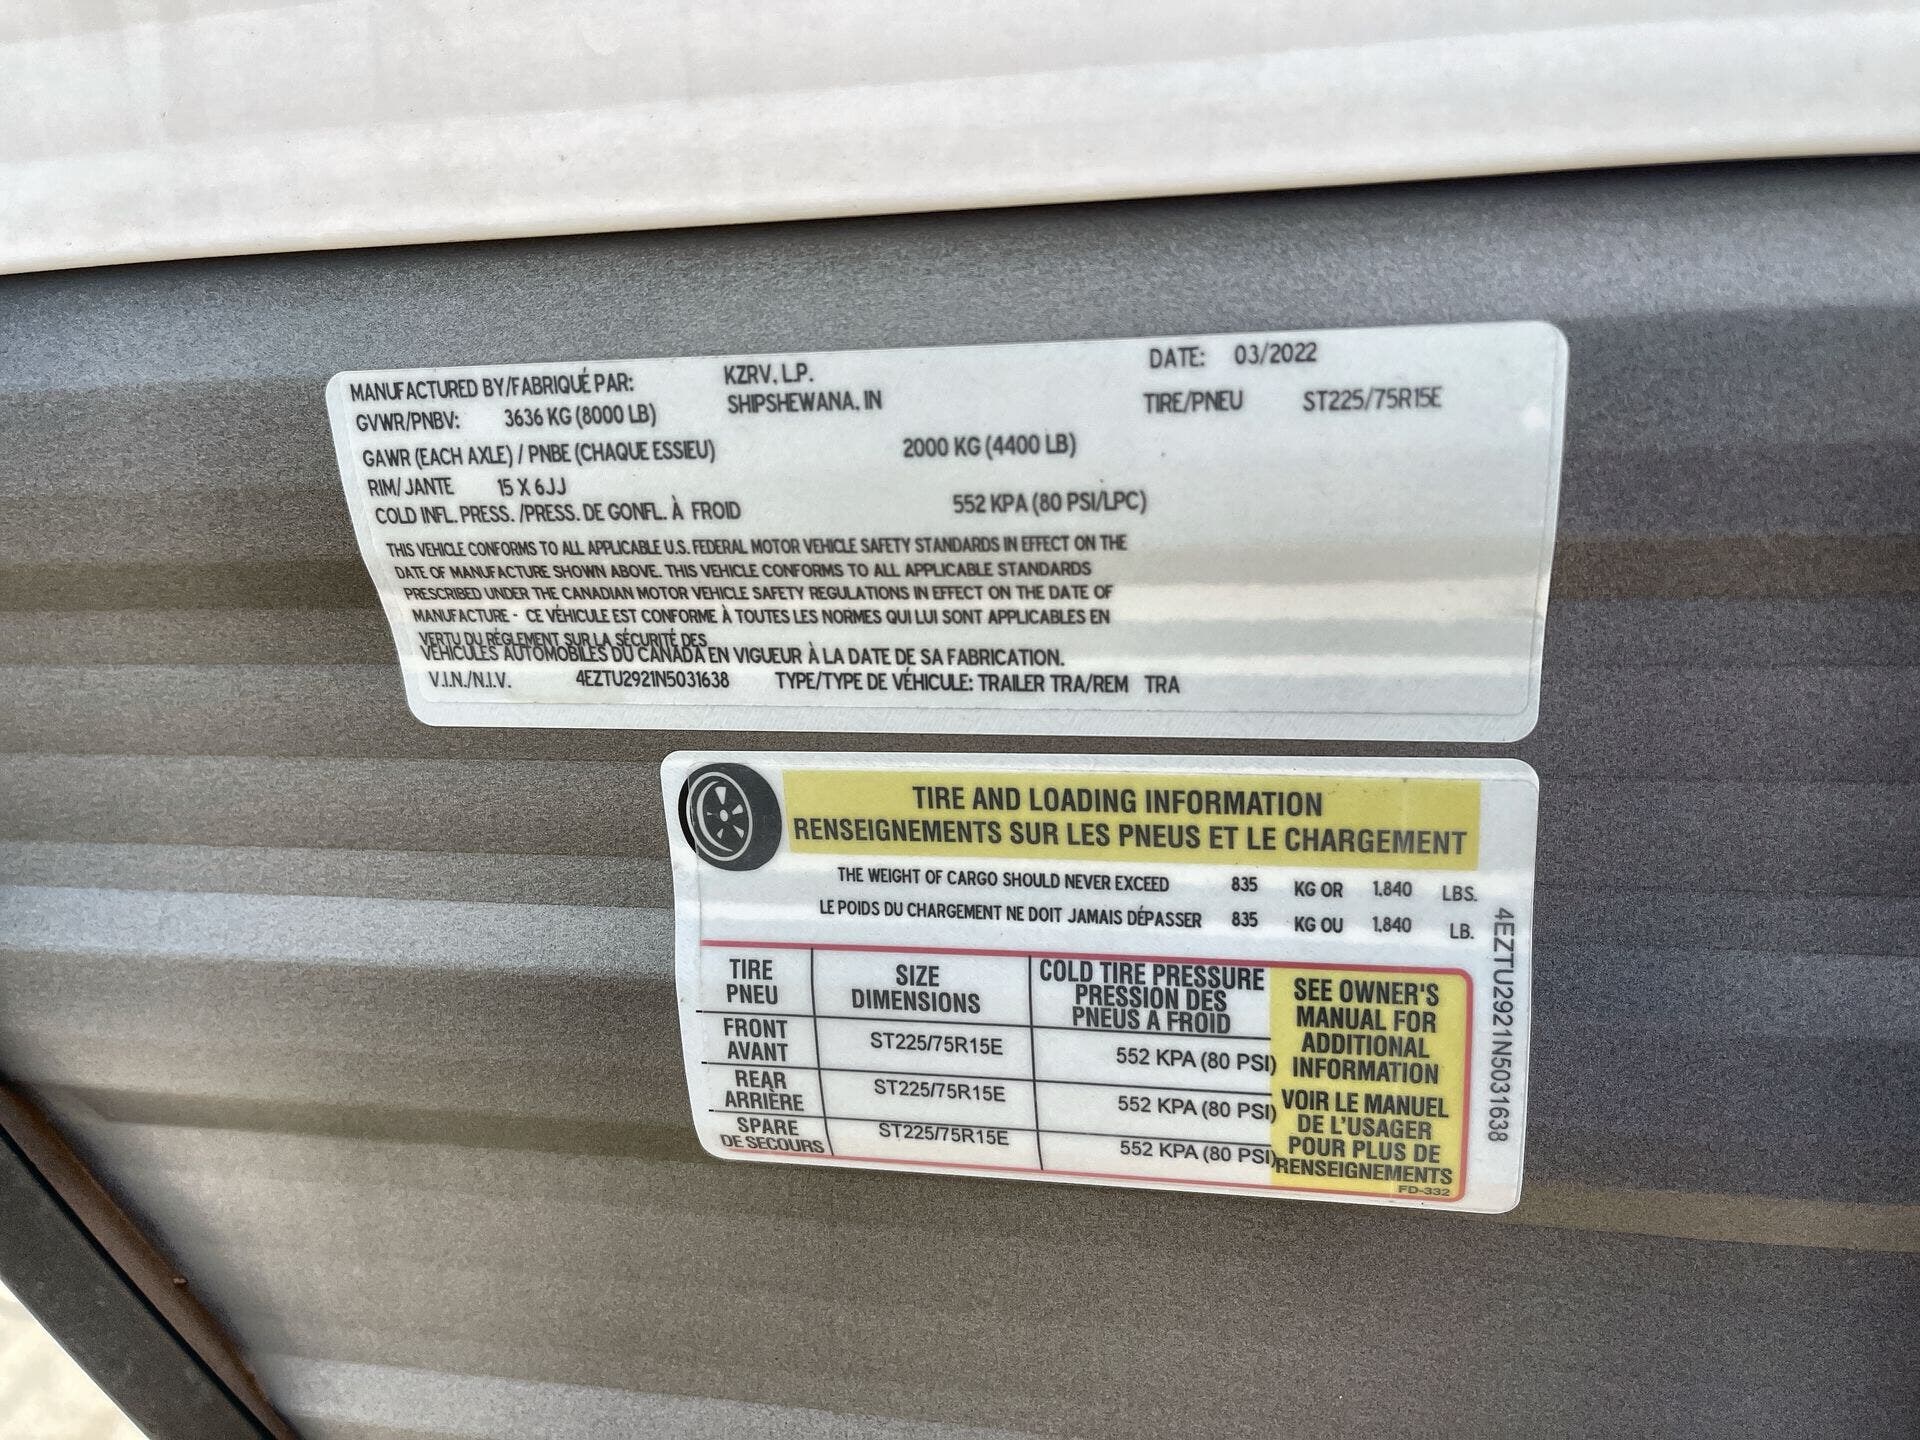 MANUFACTURED BY/FABRIQUÉ PAR: KZRV, L.P. DATE: 03/2022
GVWR/PNBV: 3636 KG (8000 LB) SHIPSHEWANA, IN TIRE/PNEU ST225/75R15E
GAWR (EACH AXLE) / PNBE (CHAQUE ESSIEU) 2000 KG (4400 LB)
RIM/JANTE 15 X 6JJ
COLD INFL. PRESS. /PRESS. DE GONFL. À FROID 552 KPA (80 PSI/LPC)
THIS VEHICLE CONFORMS TO ALL APPLICABLE U.S. FEDERAL MOTOR VEHICLE SAFETY STANDARDS IN EFFECT ON THE
DATE OF MANUFACTURE SHOWN ABOVE. THIS VEHICLE CONFORMS TO ALL APPLICABLE STANDARDS
PRESCRIBED UNDER THE CANADIAN MOTOR VEHICLE SAFETY REGULATIONS IN EFFECT ON THE DATE OF
MANUFACTURE - CE VÉHICULE EST CONFORME À TOUTES LES NORMES QUI LUI SONT APPLICABLES EN
VERTU DU RÉGLEMENT SUR LA SÉCURITÉ DES
VÉHICULES AUTOMOBILES DU CANADA EN VIGUEUR À LA DATE DE SA FABRICATION.
V.I.N./N.I.V. 4EZTU2921N5031638 TYPE/TYPE DE VÉHICULE: TRAILER TRA/REM TRA
TIRE AND LOADING INFORMATION
RENSEIGNEMENTS SUR LES PNEUS ET LE CHARGEMENT
THE WEIGHT OF CARGO SHOULD NEVER EXCEED 835 KG OR 1,840 LBS.
LE POIDS DU CHARGEMENT NE DOIT JAMAIS DÉPASSER 835 KG OU 1,840 LB.
TIRE
PNEU
SIZE
DIMENSIONS
COLD TIRE PRESSURE
PRESSION DES
PNEUS A FROID
FRONT
AVANT
ST225/75R15E
552 KPA (80 PSI)
REAR
ARRIÈRE
ST225/75R15E
552 KPA (80 PSI)
SPARE
DE SECOURS
ST225/75R15E
552 KPA (80 PSI)
SEE OWNER'S
MANUAL FOR
ADDITIONAL
INFORMATION
VOIR LE MANUEL
DE L'USAGER
POUR PLUS DE
RENSEIGNEMENTS
FD-332
4EZTU2921N5031638